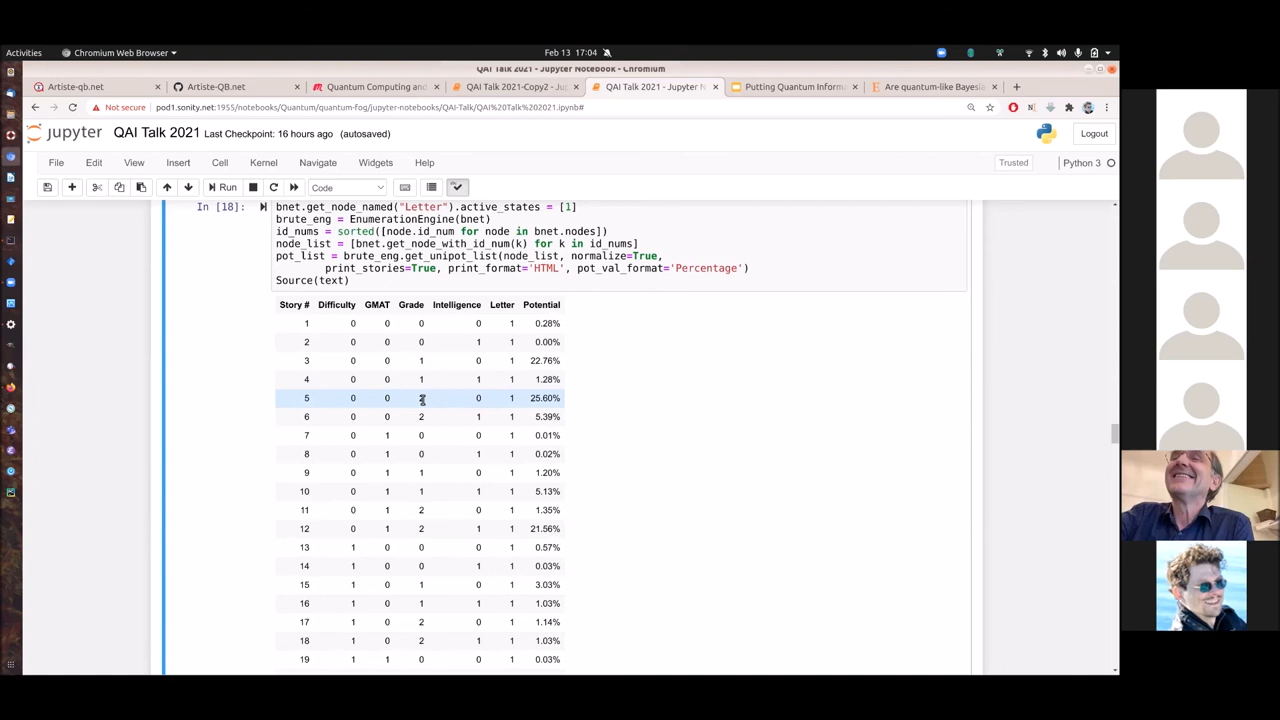 Activities Chromium Web Browser Feb 13 17:04
QAI Talk 2021 - Jupyter Notebook - Chromium
Artiste-qb.net × Artiste-QB.net × Quantum Computing and × QAI Talk 2021-Copy2 - Ju × QAI Talk 2021 - Jupyter N × Putting Quantum Inform × Are quantum-like Bayesia × +
Not secure pod1.sonity.net:1955/notebooks/Quantum/quantum-fog/jupyter-notebooks/QAI-Talk/QAI%20Talk%202021.ipynb#
jupyter QAI Talk 2021 Last Checkpoint: 16 hours ago (autosaved) Logout
File Edit View Insert Cell Kernel Navigate Widgets Help Trusted Python 3
Run Code
In [18]: bnet.get_node_named("Letter").active_states = [1]
brute_eng = EnumerationEngine(bnet)
id_nums = sorted([node.id_num for node in bnet.nodes])
node_list = [bnet.get_node_with_id_num(k) for k in id_nums]
pot_list = brute_eng.get_unipot_list(node_list, normalize=True,
print_stories=True, print_format='HTML', pot_val_format='Percentage')
Source(text)
Story # Difficulty GMAT Grade Intelligence Letter Potential
1 0 0 0 0 1 0.28%
2 0 0 0 1 1 0.00%
3 0 0 1 0 1 22.76%
4 0 0 1 1 1 1.28%
5 0 0 2 0 1 25.60%
6 0 0 2 1 1 5.39%
7 0 1 0 0 1 0.01%
8 0 1 0 1 1 0.02%
9 0 1 1 0 1 1.20%
10 0 1 1 1 1 5.13%
11 0 1 2 0 1 1.35%
12 0 1 2 1 1 21.56%
13 1 0 0 0 1 0.57%
14 1 0 0 1 1 0.03%
15 1 0 1 0 1 3.03%
16 1 0 1 1 1 1.03%
17 1 0 2 0 1 1.14%
18 1 0 2 1 1 1.03%
19 1 1 0 0 1 0.03%